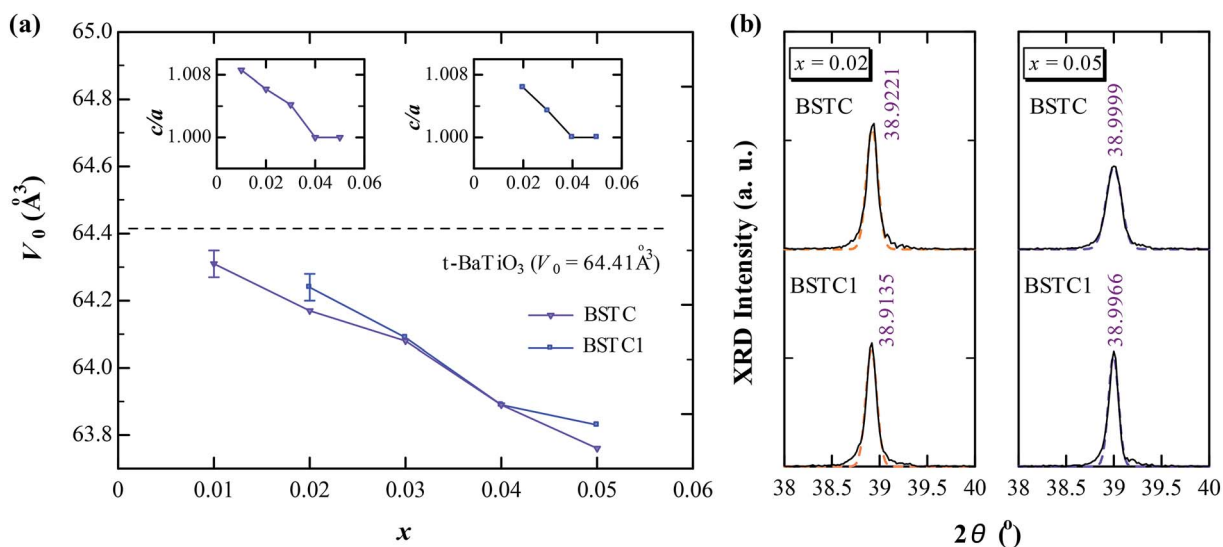 (a)
65.0
64.8
64.6
64.4
64.2
64.0
63.8
V0 (Å3)
0
0.01
0.02
0.03
0.04
0.05
0.06
x
1.008
1.000
c/a
0.00
0.02
0.04
0.06
1.008
1.000
c/a
0.00
0.02
0.04
0.06
t-BaTiO3 (V0 = 64.41Å3)
BSTC
BSTC1
(b)
XRD Intensity (a. u.)
x = 0.02
BSTC
38.9221
BSTC1
38.9135
38
38.5
39
39.5
40
x = 0.05
BSTC
38.9999
BSTC1
38.9966
38
38.5
39
39.5
40
2θ (°)